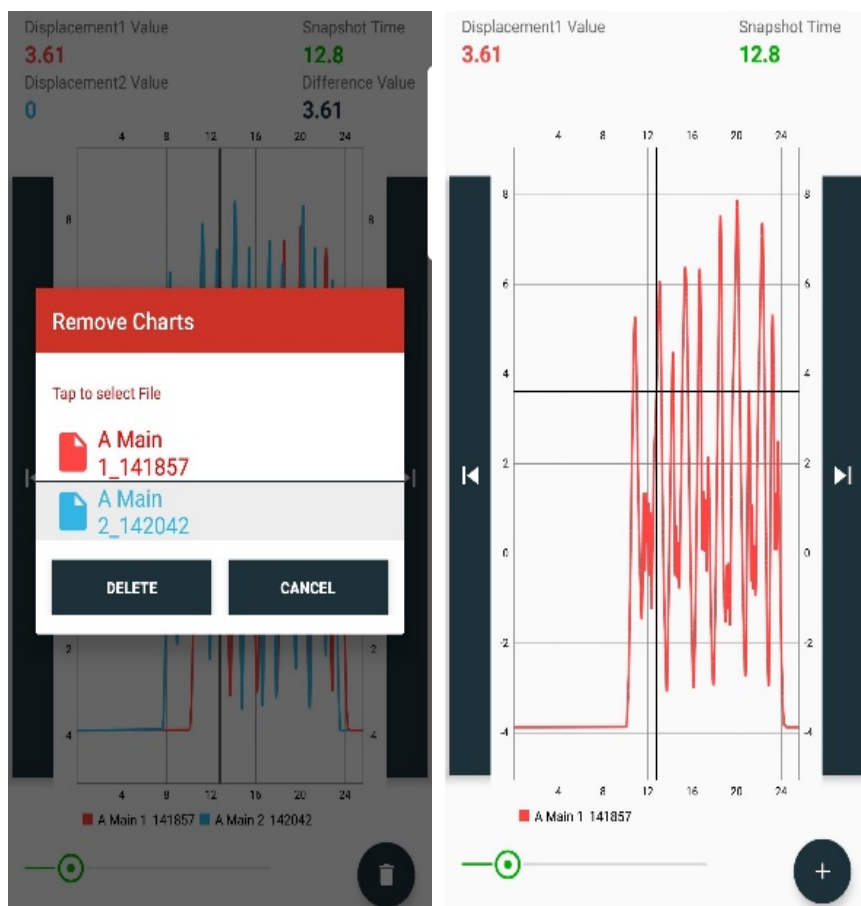 Displacement1 Value Snapshot Time
3.61 12.8
Displacement2 Value Difference Value
0 3.61
4 8 12 16 20 24
8 8
Remove Charts
Tap to select File
A Main
1_141857
A Main
2_142042
DELETE CANCEL
2 2
4 4
4 8 12 16 20 24
A Main 1 141857 A Main 2 142042
Displacement1 Value Snapshot Time
3.61 12.8
4 8 12 16 20 24
8 8
6 6
4 4
2 2
0 0
-2 -2
-4 -4
4 8 12 16 20 24
A Main 1 141857